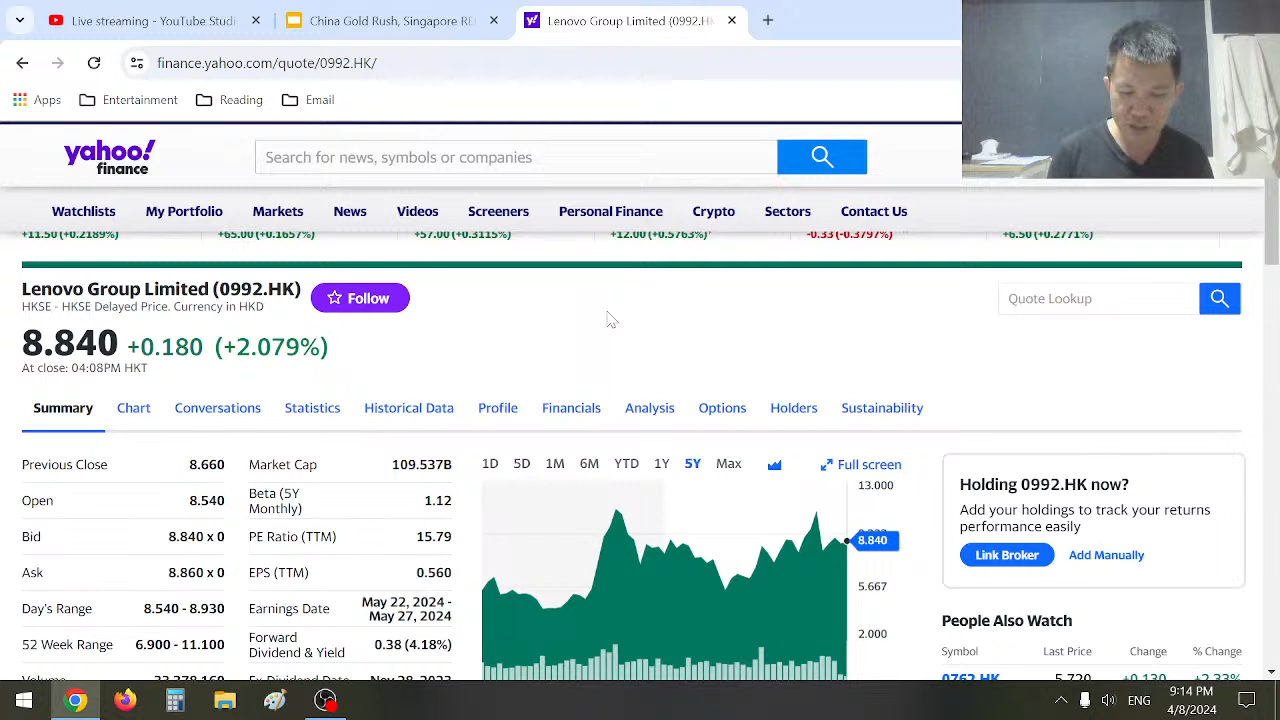 Live streaming - YouTube Studi
China Gold Rush, Singapore RE
Lenovo Group Limited (0992.HK
finance.yahoo.com/quote/0992.HK/
Apps
Entertainment
Reading
Email
yahoo!
finance
Search for news, symbols or companies
Watchlists
My Portfolio
Markets
News
Videos
Screeners
Personal Finance
Crypto
Sectors
Contact Us
+11.50 (+0.2189%)
+65.00 (+0.1657%)
+57.00 (+0.3115%)
+12.00 (+0.5763%)
-0.33 (-0.3797%)
+6.50 (+0.2771%)
Lenovo Group Limited (0992.HK)
Follow
HKSE - HKSE Delayed Price. Currency in HKD
Quote Lookup
8.840 +0.180 (+2.079%)
At close: 04:08PM HKT
Summary
Chart
Conversations
Statistics
Historical Data
Profile
Financials
Analysis
Options
Holders
Sustainability
Previous Close 8.660
Open 8.540
Bid 8.840 x 0
Ask 8.860 x 0
Day's Range 8.540 - 8.930
52 Week Range 6.900 - 11.100
Market Cap 109.537B
Beta (5Y
Monthly) 1.12
PE Ratio (TTM) 15.79
EPS (TTM) 0.560
Earnings Date May 22, 2024 -
May 27, 2024
Forward
Dividend & Yield 0.38 (4.18%)
1D
5D
1M
6M
YTD
1Y
5Y
Max
Full screen
13.000
8.840
5.667
2.000
Holding 0992.HK now?
Add your holdings to track your returns
performance easily
Link Broker
Add Manually
People Also Watch
Symbol
Last Price
Change
% Change
0762.HK
5.720
+0.130
+2.33%
ENG
9:14 PM
4/8/2024